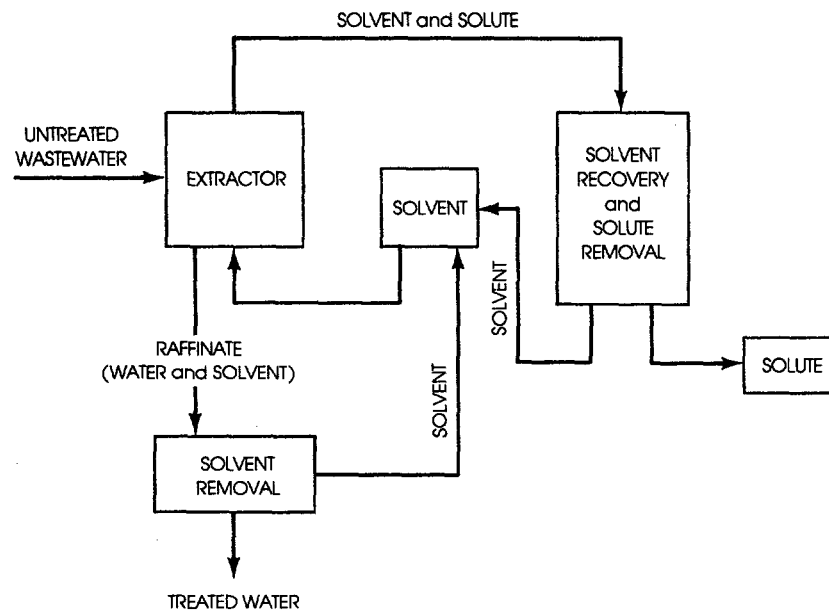 SOLVENT and SOLUTE
UNTREATED
WASTEWATER
EXTRACTOR
SOLVENT
SOLVENT
RECOVERY
and
SOLUTE
REMOVAL
SOLVENT
SOLVENT
RAFFINATE
(WATER and SOLVENT)
SOLUTE
SOLVENT
REMOVAL
TREATED WATER